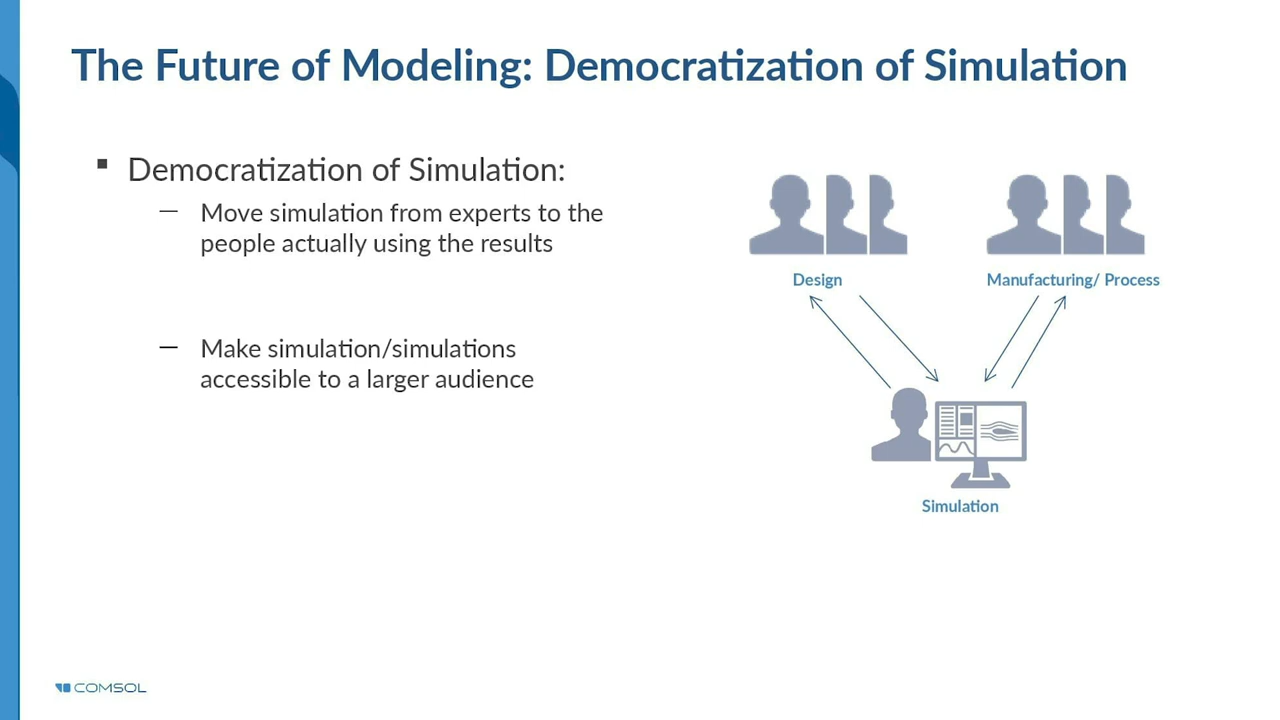 The Future of Modeling: Democratization of Simulation
▪ Democratization of Simulation:
– Move simulation from experts to the
people actually using the results
– Make simulation/simulations
accessible to a larger audience
Design
Manufacturing/ Process
Simulation
COMSOL